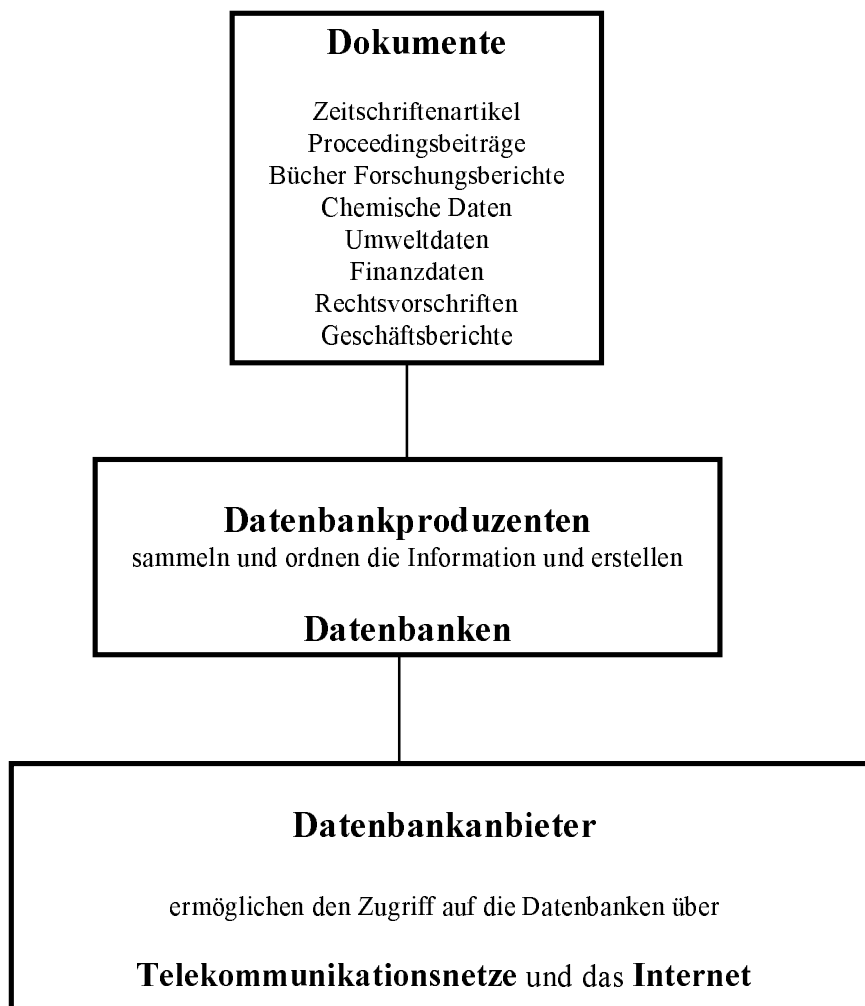 Dokumente
Zeitschriftenartikel
Proceedingsbeiträge
Bücher Forschungsberichte
Chemische Daten
Umweltdaten
Finanzdaten
Rechtsvorschriften
Geschäftsberichte
Datenbankproduzenten
sammeln und ordnen die Information und erstellen
Datenbanken
Datenbankanbieter
ermöglichen den Zugriff auf die Datenbanken über
Telekommunikationsnetze und das Internet